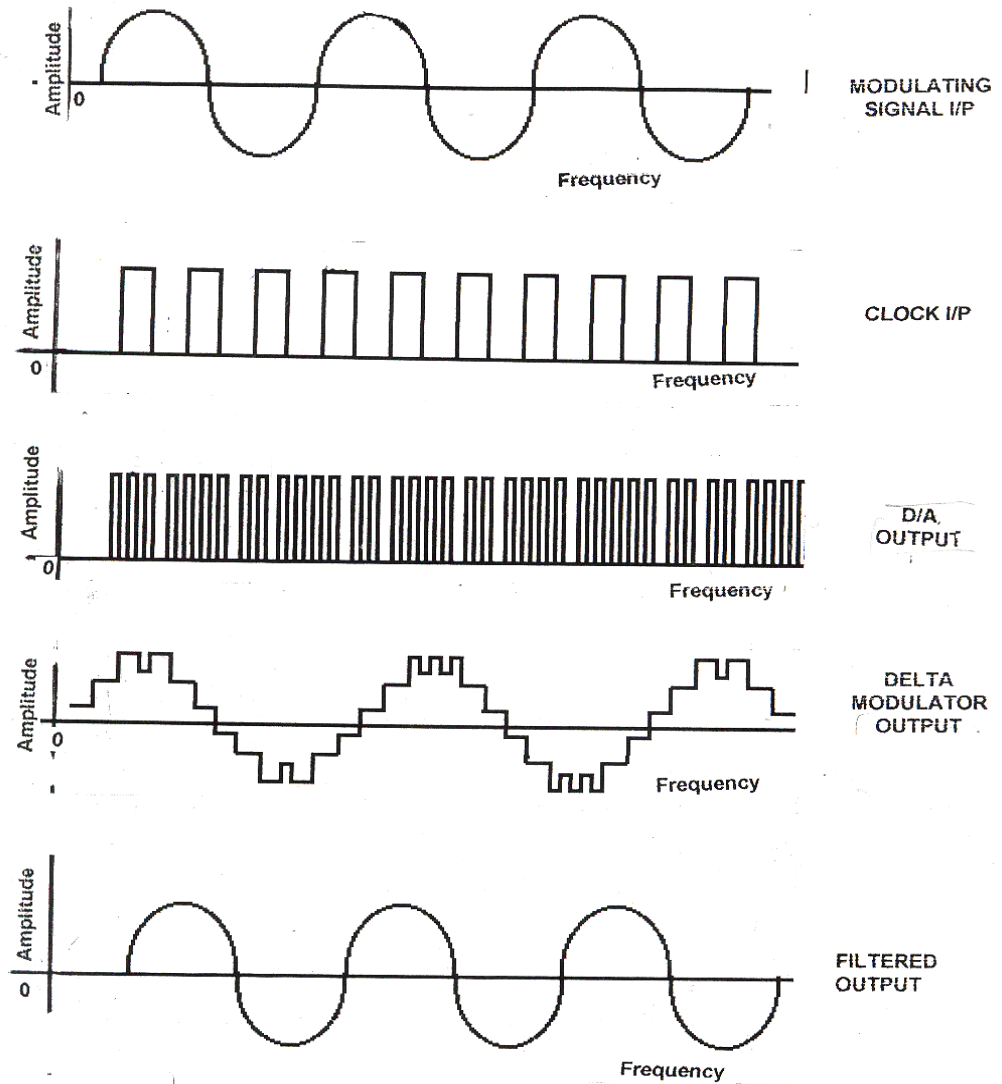 Amplitude
0
MODULATING
SIGNAL I/P
Frequency
Amplitude
0
CLOCK I/P
Frequency
Amplitude
0
D/A
OUTPUT
Frequency
Amplitude
0
DELTA
MODULATOR
OUTPUT
Frequency
Amplitude
0
FILTERED
OUTPUT
Frequency